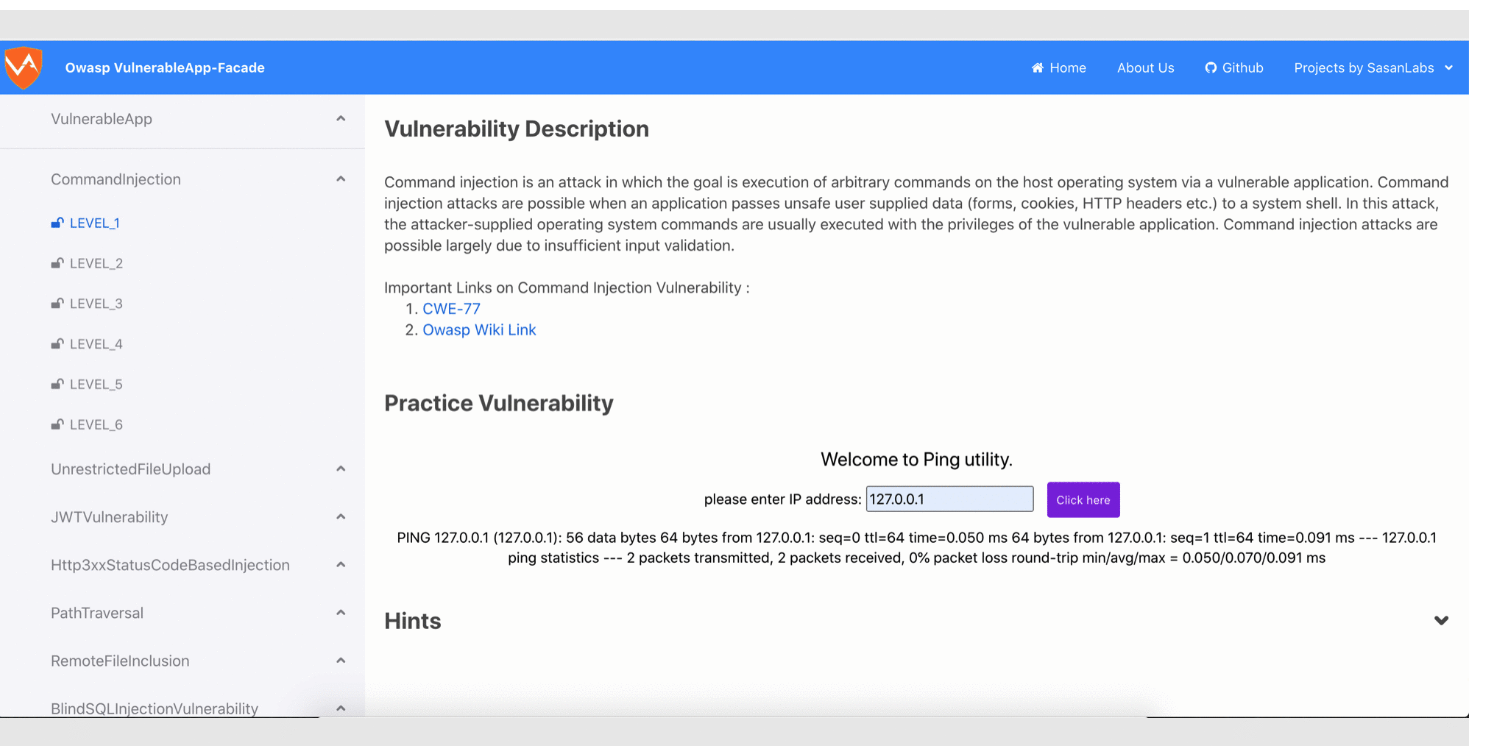 Owasp VulnerableApp-Facade
Home About Us Github Projects by SasanLabs
VulnerableApp
CommandInjection
LEVEL_1
LEVEL_2
LEVEL_3
LEVEL_4
LEVEL_5
LEVEL_6
UnrestrictedFileUpload
JWTVulnerability
Http3xxStatusCodeBasedInjection
PathTraversal
RemoteFileInclusion
BlindSQLInjectionVulnerability
Vulnerability Description
Command injection is an attack in which the goal is execution of arbitrary commands on the host operating system via a vulnerable application. Command
injection attacks are possible when an application passes unsafe user supplied data (forms, cookies, HTTP headers etc.) to a system shell. In this attack,
the attacker-supplied operating system commands are usually executed with the privileges of the vulnerable application. Command injection attacks are
possible largely due to insufficient input validation.
Important Links on Command Injection Vulnerability :
1. CWE-77
2. Owasp Wiki Link
Practice Vulnerability
Welcome to Ping utility.
please enter IP address: 127.0.0.1 Click here
PING 127.0.0.1 (127.0.0.1): 56 data bytes 64 bytes from 127.0.0.1: seq=0 ttl=64 time=0.050 ms 64 bytes from 127.0.0.1: seq=1 ttl=64 time=0.091 ms --- 127.0.0.1
ping statistics --- 2 packets transmitted, 2 packets received, 0% packet loss round-trip min/avg/max = 0.050/0.070/0.091 ms
Hints